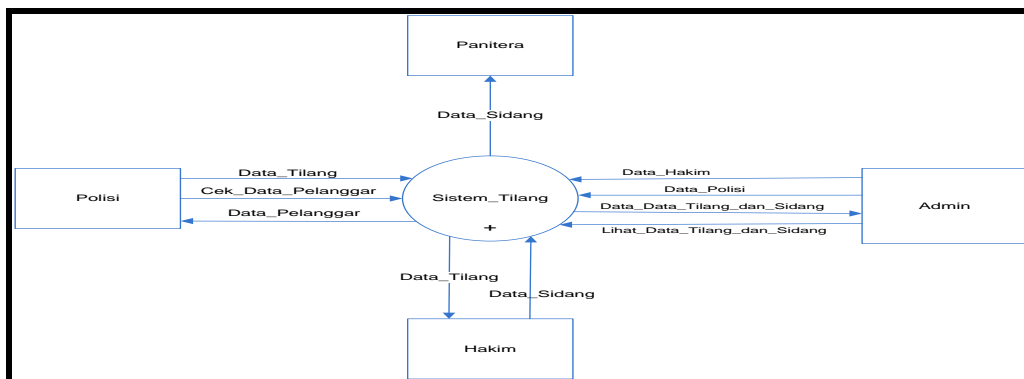 Panitera
Data_Sidang
Data_Tilang
Cek_Data_Pelanggar
Data_Pelanggar
Polisi
Sistem_Tilang
+
Data_Hakim
Data_Polisi
Data_Data_Tilang_dan_Sidang
Lihat_Data_Tilang_dan_Sidang
Admin
Data_Tilang
Data_Sidang
Hakim